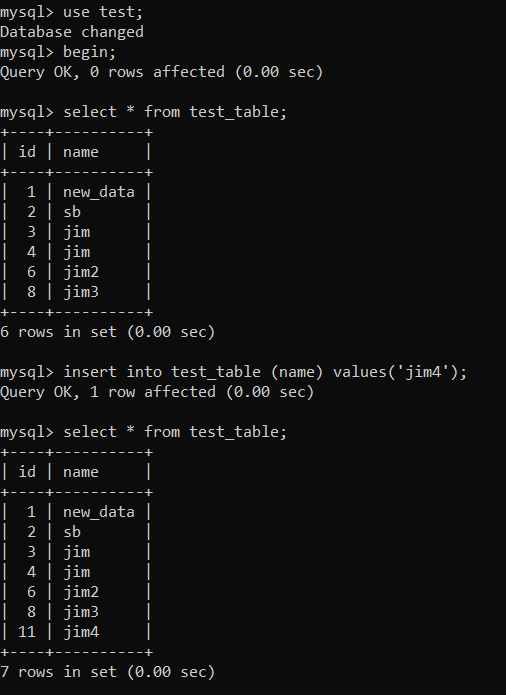 mysql> use test;
Database changed
mysql> begin;
Query OK, 0 rows affected (0.00 sec)

mysql> select * from test_table;
+----+----------+
| id | name     |
+----+----------+
|  1 | new_data |
|  2 | sb       |
|  3 | jim      |
|  4 | jim      |
|  6 | jim2     |
|  8 | jim3     |
+----+----------+
6 rows in set (0.00 sec)

mysql> insert into test_table (name) values('jim4');
Query OK, 1 row affected (0.00 sec)

mysql> select * from test_table;
+----+----------+
| id | name     |
+----+----------+
|  1 | new_data |
|  2 | sb       |
|  3 | jim      |
|  4 | jim      |
|  6 | jim2     |
|  8 | jim3     |
| 11 | jim4     |
+----+----------+
7 rows in set (0.00 sec)